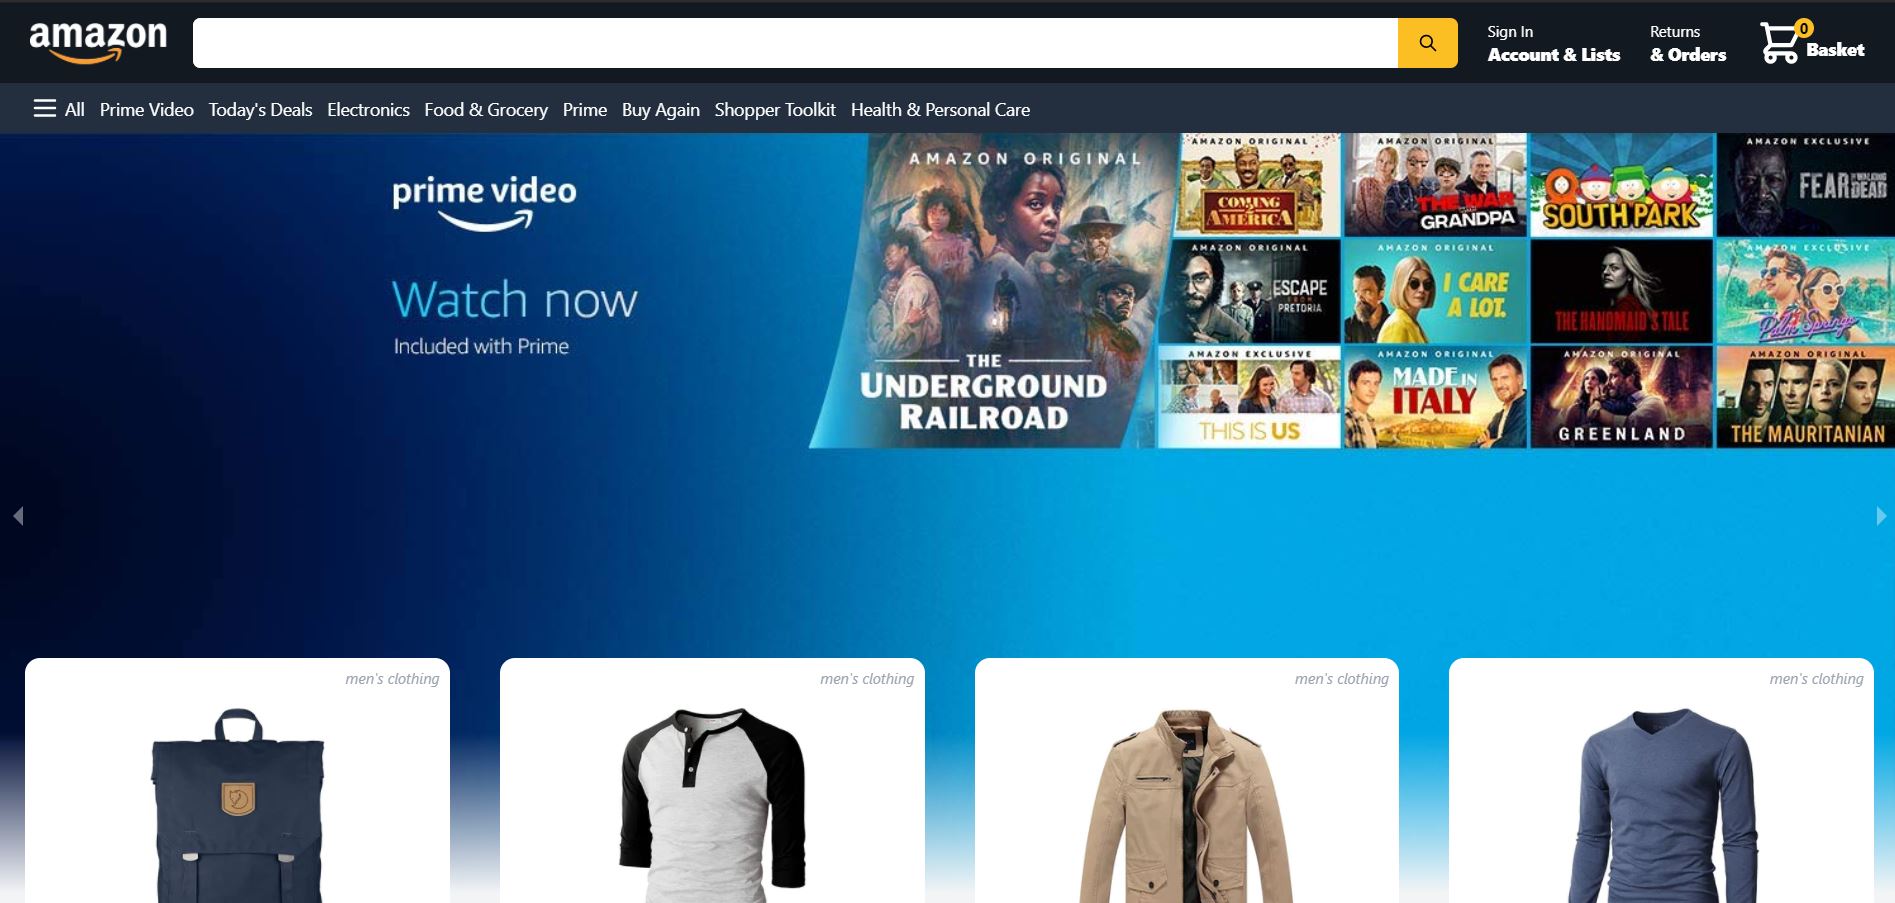 amazon
Sign In
Account & Lists
Returns
& Orders
0
Basket
All Prime Video Today's Deals Electronics Food & Grocery Prime Buy Again Shopper Toolkit Health & Personal Care
prime video
Watch now
Included with Prime
AMAZON ORIGINAL
THE
UNDERGROUND
RAILROAD
AMAZON ORIGINAL
COMING
2
AMERICA
AMAZON ORIGINAL
THE WAR
GRANDPA
SOUTH PARK
AMAZON EXCLUSIVE
FEAR THE WALKING DEAD
AMAZON ORIGINAL
ESCAPE
FROM
PRETORIA
AMAZON ORIGINAL
I CARE
A LOT.
THE HANDMAID'S TALE
AMAZON EXCLUSIVE
Palm Springs
AMAZON EXCLUSIVE
THIS IS US
AMAZON ORIGINAL
MADE IN
ITALY
AMAZON ORIGINAL
GREENLAND
AMAZON ORIGINAL
THE MAURITANIAN
men's clothing
men's clothing
men's clothing
men's clothing